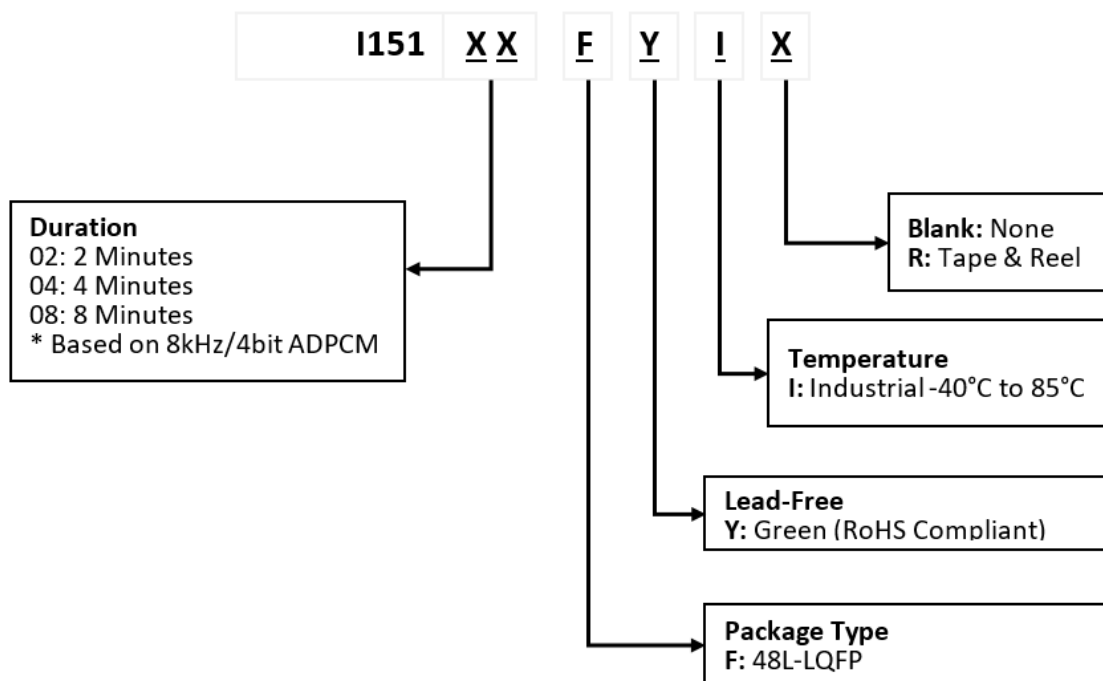 I151 XX F Y I X
Duration
02: 2 Minutes
04: 4 Minutes
08: 8 Minutes
* Based on 8kHz/4bit ADPCM
Blank: None
R: Tape & Reel
Temperature
I: Industrial -40°C to 85°C
Lead-Free
Y: Green (RoHS Compliant)
Package Type
F: 48L-LQFP